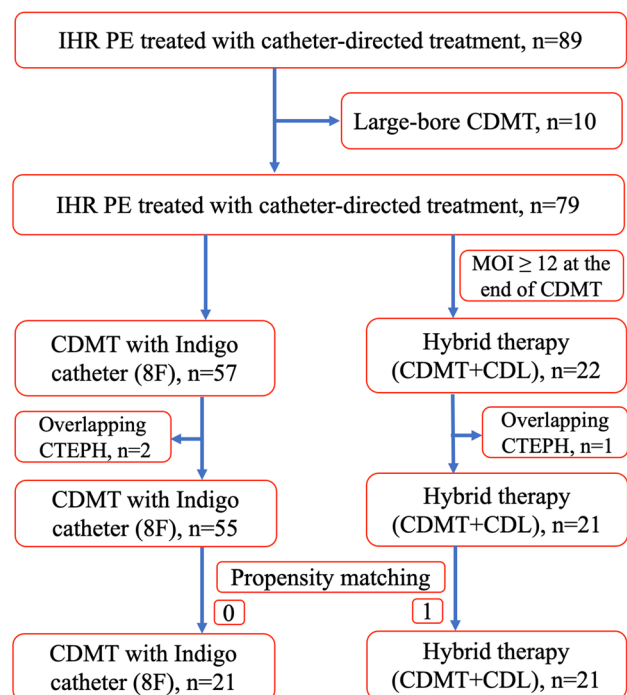 IHR PE treated with catheter-directed treatment, n=89
Large-bore CDMT, n=10
IHR PE treated with catheter-directed treatment, n=79
MOI ≥ 12 at the
end of CDMT
CDMT with Indigo
catheter (8F), n=57
Hybrid therapy
(CDMT+CDL), n=22
Overlapping
CTEPH, n=2
Overlapping
CTEPH, n=1
CDMT with Indigo
catheter (8F), n=55
Hybrid therapy
(CDMT+CDL), n=21
Propensity matching
0
1
CDMT with Indigo
catheter (8F), n=21
Hybrid therapy
(CDMT+CDL), n=21